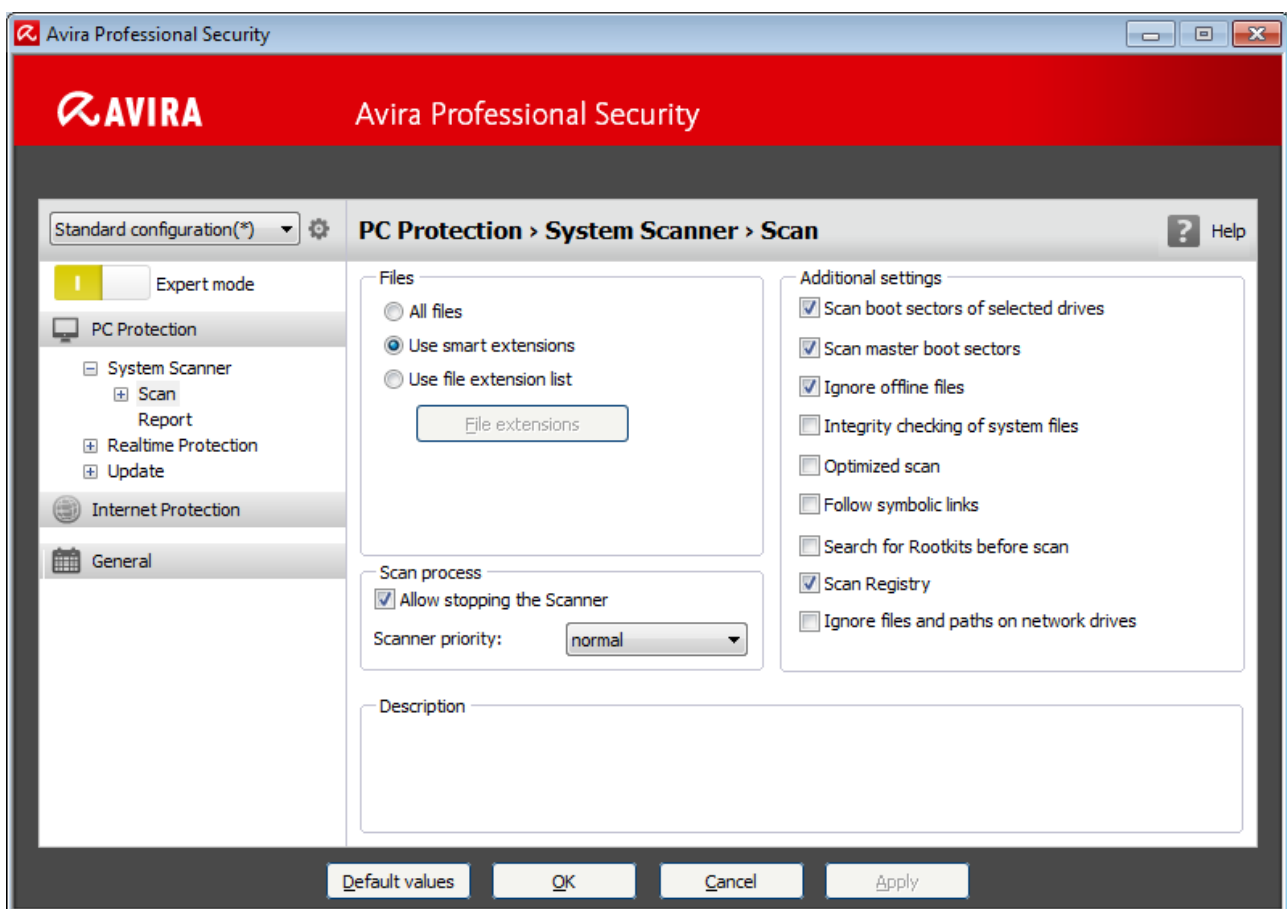 Avira Professional Security
AVIRA
Avira Professional Security
Standard configuration(*)
PC Protection › System Scanner › Scan
? Help
I
Expert mode
PC Protection
System Scanner
Scan
Report
Realtime Protection
Update
Internet Protection
General
Files
All files
Use smart extensions
Use file extension list
File extensions
Scan process
Allow stopping the Scanner
Scanner priority:
normal
Additional settings
Scan boot sectors of selected drives
Scan master boot sectors
Ignore offline files
Integrity checking of system files
Optimized scan
Follow symbolic links
Search for Rootkits before scan
Scan Registry
Ignore files and paths on network drives
Description
Default values
OK
Cancel
Apply